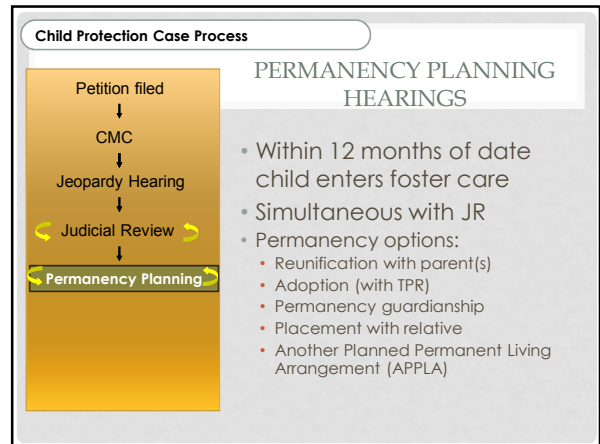 Child Protection Case Process
Petition filed
CMC
Jeopardy Hearing
Judicial Review
Permanency Planning
PERMANENCY PLANNING
HEARINGS
• Within 12 months of date
child enters foster care
• Simultaneous with JR
• Permanency options:
• Reunification with parent(s)
• Adoption (with TPR)
• Permanency guardianship
• Placement with relative
• Another Planned Permanent Living
Arrangement (APPLA)